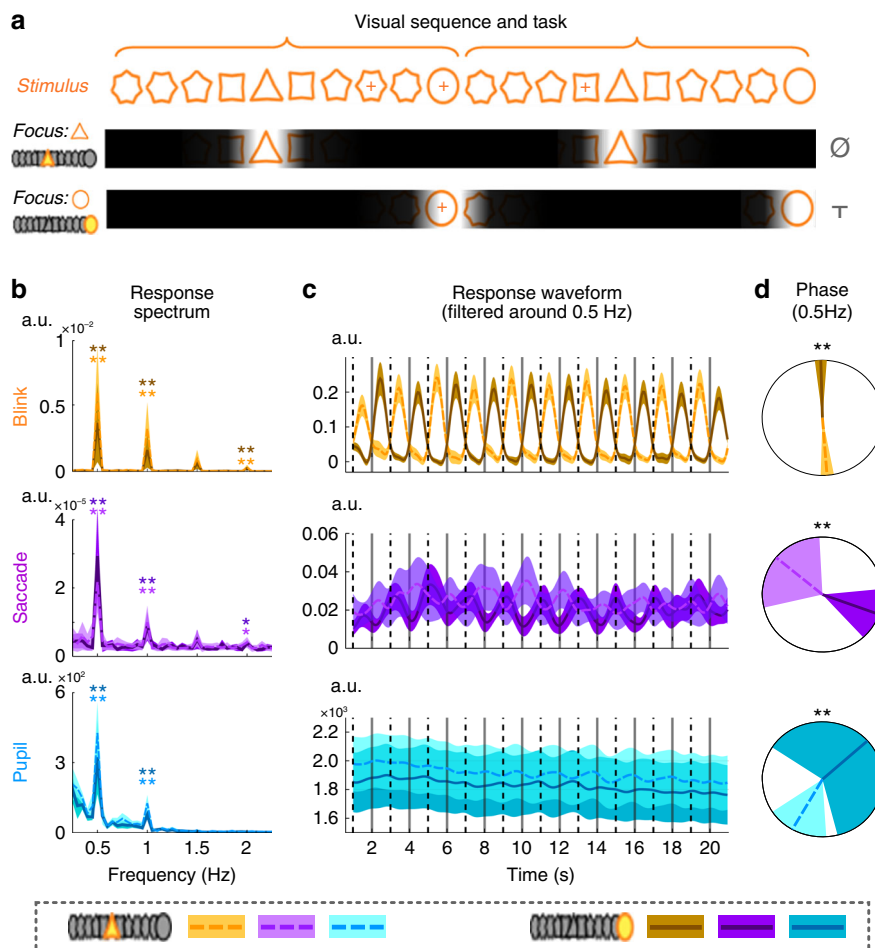 a
Visual sequence and task
Stimulus
+ + +
Focus:
Ø
Focus:
+
b Response spectrum
c Response waveform (filtered around 0.5 Hz)
d Phase (0.5Hz)
a.u.
×10⁻²
1
0.5
0
Blink
** **
** **
** **
a.u.
0.2
0.1
0
**
a.u.
×10⁻⁵
4
2
0
Saccade
** **
** **
* *
a.u.
0.06
0.04
0.02
0
**
a.u.
×10²
6
3
0
Pupil
** **
** **
0.5 1 1.5 2
Frequency (Hz)
a.u.
×10³
2.2
2.0
1.8
1.6
2 4 6 8 10 12 14 16 18 20
Time (s)
**